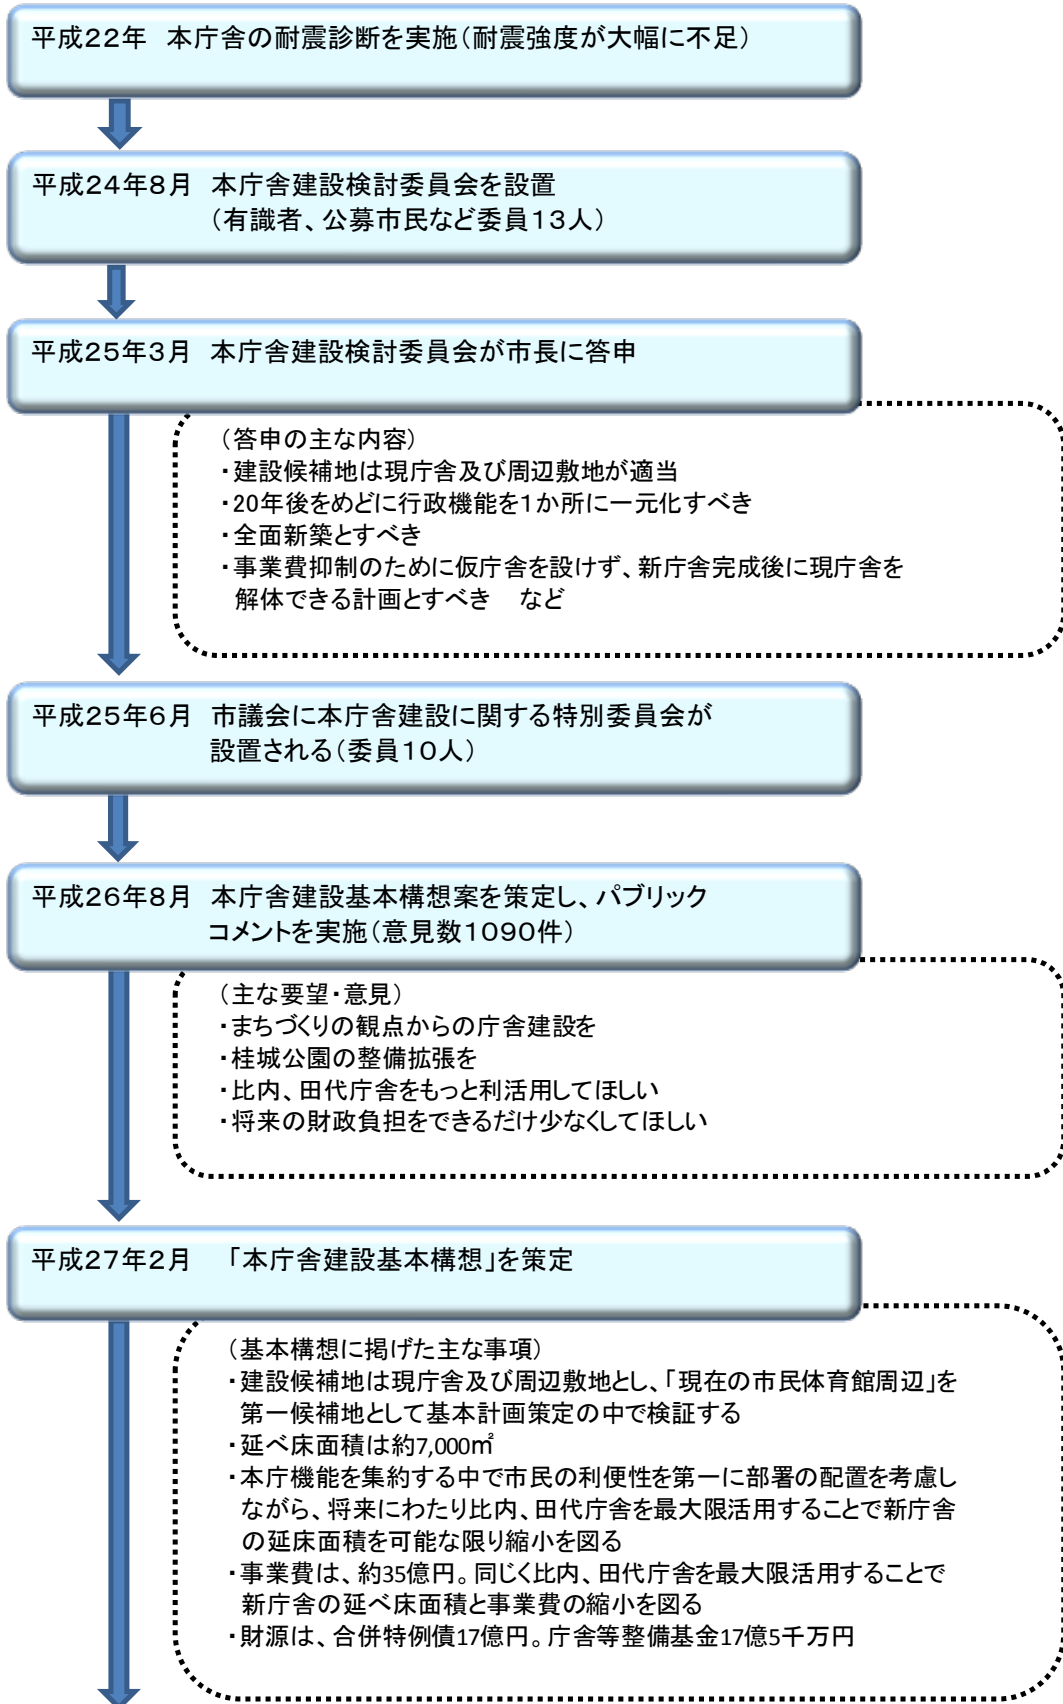 平成22年 本庁舎の耐震診断を実施(耐震強度が大幅に不足)
平成24年8月 本庁舎建設検討委員会を設置
(有識者、公募市民など委員13人)
平成25年3月 本庁舎建設検討委員会が市長に答申
(答申の主な内容)
・建設候補地は現庁舎及び周辺敷地が適当
・20年後をめどに行政機能を1か所に一元化すべき
・全面新築とすべき
・事業費抑制のために仮庁舎を設けず、新庁舎完成後に現庁舎を
解体できる計画とすべき など
平成25年6月 市議会に本庁舎建設に関する特別委員会が
設置される(委員10人)
平成26年8月 本庁舎建設基本構想案を策定し、パブリック
コメントを実施(意見数1090件)
(主な要望・意見)
・まちづくりの観点からの庁舎建設を
・桂城公園の整備拡張を
・比内、田代庁舎をもっと利活用してほしい
・将来の財政負担をできるだけ少なくしてほしい
平成27年2月 「本庁舎建設基本構想」を策定
(基本構想に掲げた主な事項)
・建設候補地は現庁舎及び周辺敷地とし、「現在の市民体育館周辺」を
第一候補地として基本計画策定の中で検証する
・延べ床面積は約7,000㎡
・本庁機能を集約する中で市民の利便性を第一に部署の配置を考慮し
ながら、将来にわたり比内、田代庁舎を最大限活用することで新庁舎
の延床面積を可能な限り縮小を図る
・事業費は、約35億円。同じく比内、田代庁舎を最大限活用することで
新庁舎の延べ床面積と事業費の縮小を図る
・財源は、合併特例債17億円。庁舎等整備基金17億5千万円